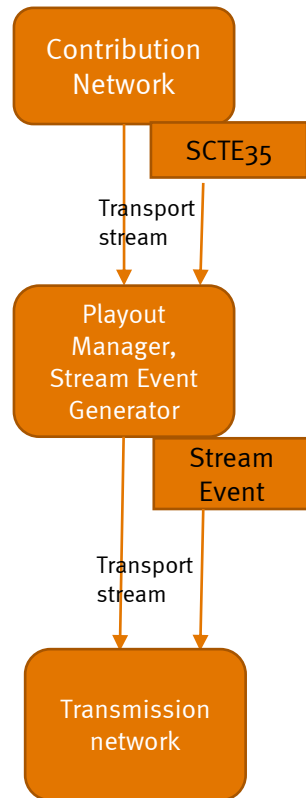 Contribution
Network
SCTE35
Transport
stream
Playout
Manager,
Stream Event
Generator
Stream
Event
Transport
stream
Transmission
network